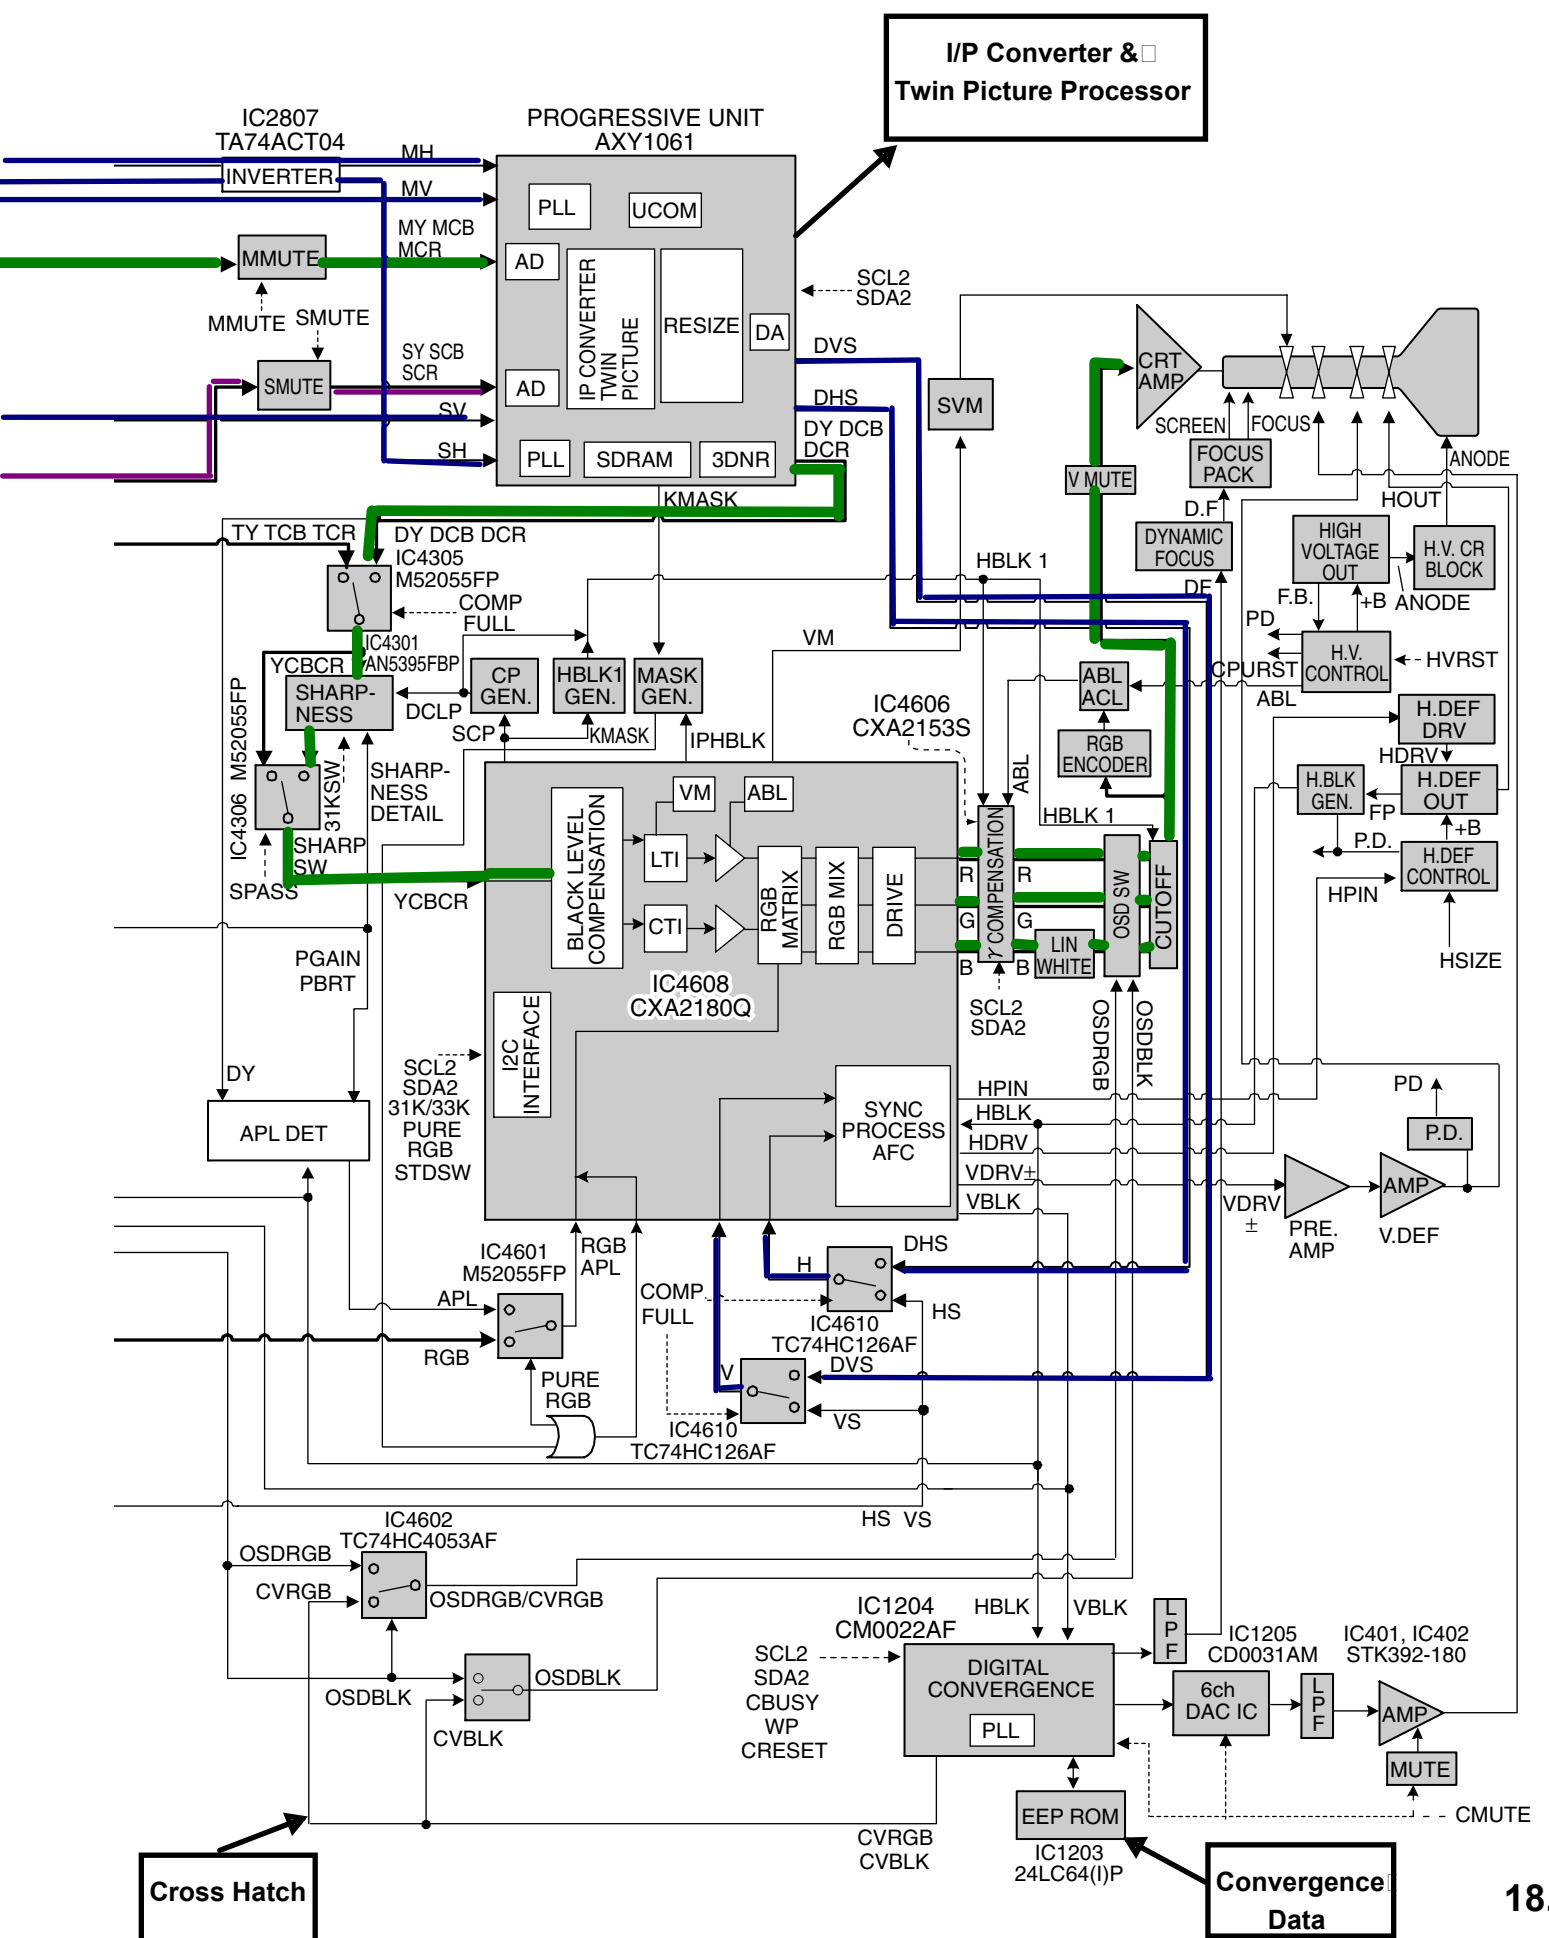 I/P Converter &
Twin Picture Processor
IC2807
TA74ACT04
PROGRESSIVE UNIT
AXY1061
MH
INVERTER
MV
PLL
UCOM
MY MCB
MCR
MMUTE
AD
IP CONVERTER
TWIN
PICTURE
RESIZE
DA
SCL2
SDA2
MMUTE
SMUTE
DVS
SY SCB
SCR
SMUTE
AD
DHS
SV
DY DCB
DCR
SH
PLL
SDRAM
3DNR
KMASK
CRT
AMP
SVM
SCREEN
FOCUS
FOCUS
PACK
ANODE
V MUTE
HOUT
D.F
DYNAMIC
FOCUS
HIGH
VOLTAGE
OUT
H.V. CR
BLOCK
TY TCB TCR
DY DCB DCR
IC4305
M52055FP
HBLK 1
DF
F.B.
+B
ANODE
COMP
FULL
PD
H.V.
CONTROL
HVRST
CPURST
ABL
IC4301
AN5395FBP
YCBCR
SHARP-
NESS
CP
GEN.
HBLK1
GEN.
MASK
GEN.
VM
DCLP
SCP
KMASK
IPHBLK
IC4606
CXA2153S
ABL
ACL
RGB
ENCODER
ABL
H.DEF
DRV
HDRV
H.BLK
GEN.
H.DEF
OUT
FP
+B
P.D.
H.DEF
CONTROL
HPIN
HSIZE
IC4306 M52055FP
31KSW
SHARP-
NESS
DETAIL
SHARP
SW
SPASS
YCBCR
BLACK LEVEL
COMPENSATION
VM
ABL
LTI
CTI
RGB
MATRIX
RGB MIX
DRIVE
R
G
B
γ COMPENSATION
R
G
B
LIN
WHITE
HBLK 1
OSD SW
CUTOFF
PGAIN
PBRT
IC4608
CXA2180Q
I2C
INTERFACE
SCL2
SDA2
OSDRGB
OSDBLK
DY
SCL2
SDA2
31K/33K
PURE
RGB
STDSW
APL DET
SYNC
PROCESS
AFC
HPIN
HBLK
HDRV
VDRV±
VBLK
PD
P.D.
AMP
VDRV
±
PRE.
AMP
V.DEF
IC4601
M52055FP
RGB
APL
APL
RGB
PURE
RGB
H
DHS
COMP
FULL
HS
IC4610
TC74HC126AF
V
DVS
VS
IC4610
TC74HC126AF
HS VS
IC4602
TC74HC4053AF
OSDRGB
CVRGB
OSDRGB/CVRGB
OSDBLK
OSDBLK
CVBLK
IC1204
CM0022AF
HBLK
VBLK
LPF
SCL2
SDA2
CBUSY
WP
CRESET
DIGITAL
CONVERGENCE
PLL
IC1205
CD0031AM
6ch
DAC IC
LPF
IC401, IC402
STK392-180
AMP
MUTE
CMUTE
EEP ROM
IC1203
24LC64(I)P
CVRGB
CVBLK
Cross Hatch
Convergence
Data
18.